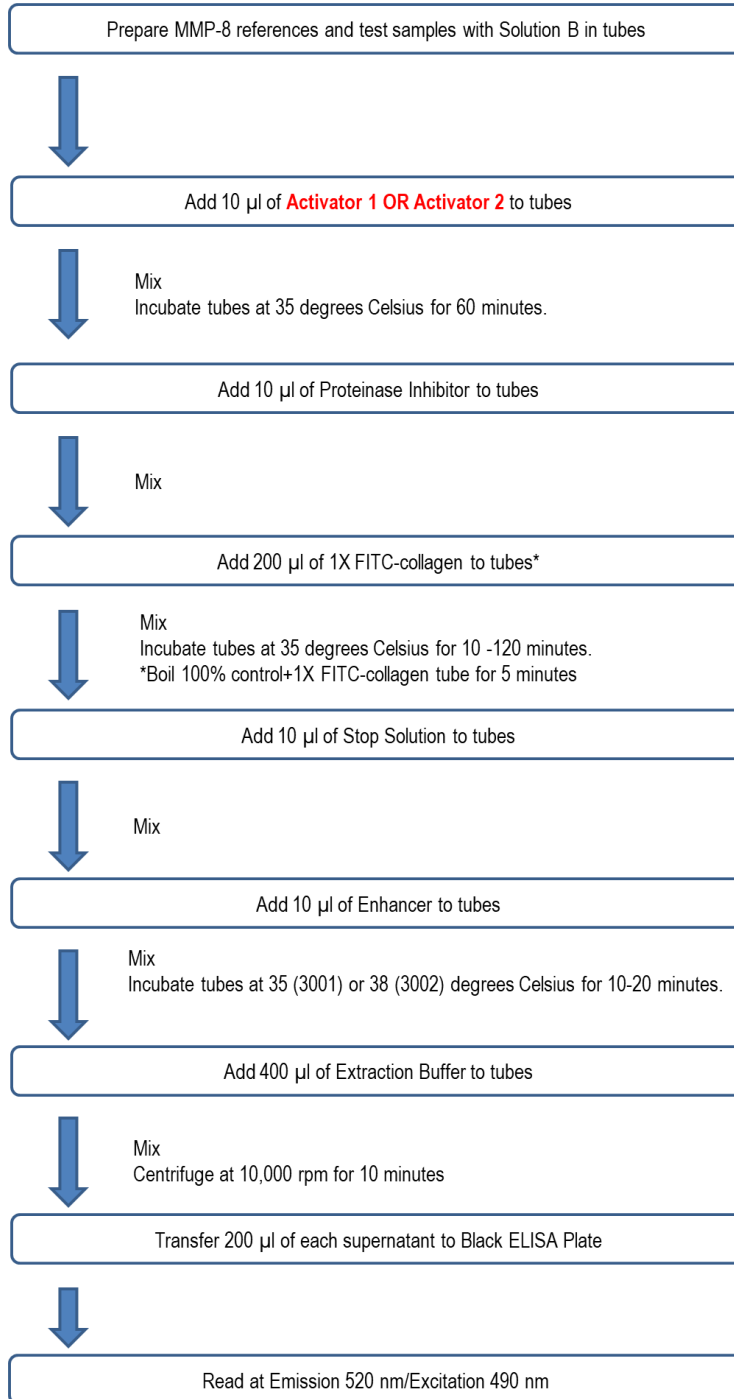 Prepare MMP-8 references and test samples with Solution B in tubes
Add 10 µl of Activator 1 OR Activator 2 to tubes
Mix
Incubate tubes at 35 degrees Celsius for 60 minutes.
Add 10 µl of Proteinase Inhibitor to tubes
Mix
Add 200 µl of 1X FITC-collagen to tubes*
Mix
Incubate tubes at 35 degrees Celsius for 10 -120 minutes.
*Boil 100% control+1X FITC-collagen tube for 5 minutes
Add 10 µl of Stop Solution to tubes
Mix
Add 10 µl of Enhancer to tubes
Mix
Incubate tubes at 35 (3001) or 38 (3002) degrees Celsius for 10-20 minutes.
Add 400 µl of Extraction Buffer to tubes
Mix
Centrifuge at 10,000 rpm for 10 minutes
Transfer 200 µl of each supernatant to Black ELISA Plate
Read at Emission 520 nm/Excitation 490 nm